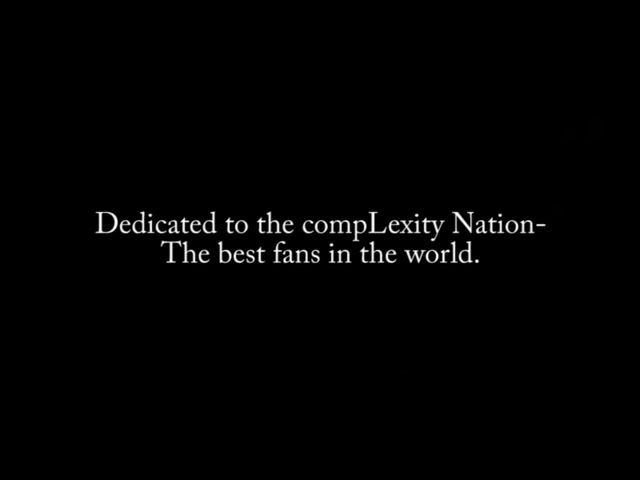 Dedicated to the compLexity Nation-
The best fans in the world.